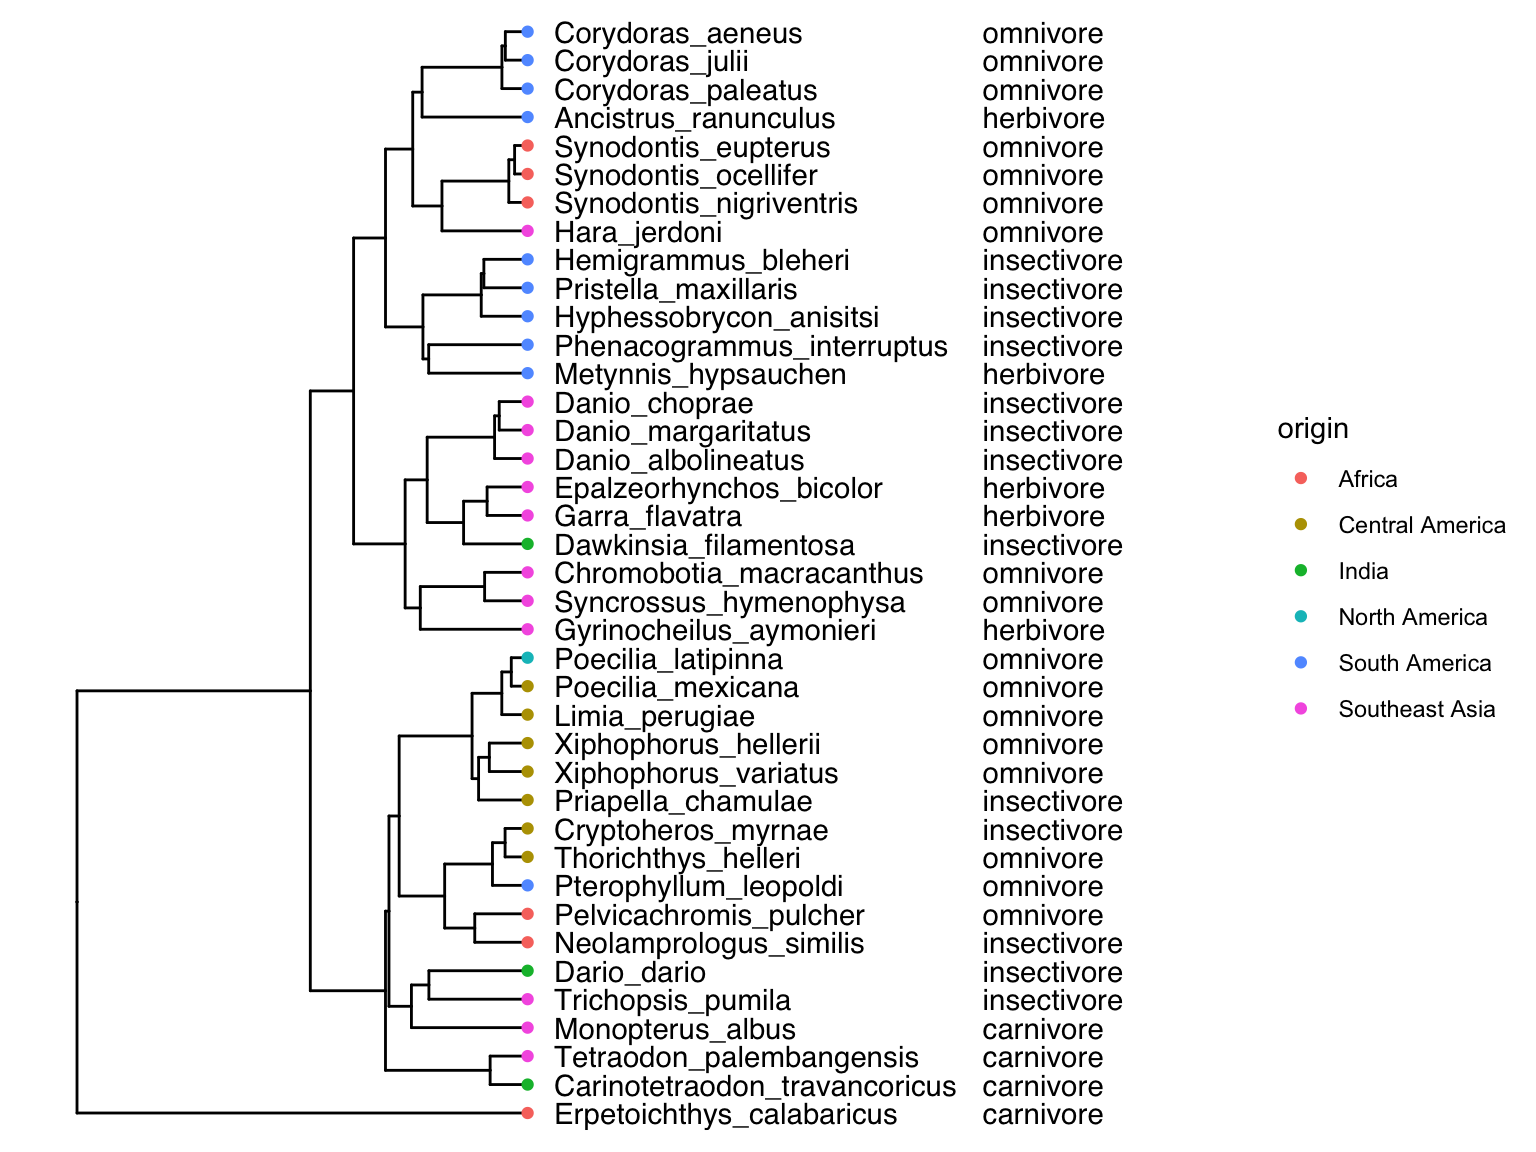 Corydoras_aeneus omnivore
Corydoras_julii omnivore
Corydoras_paleatus omnivore
Ancistrus_ranunculus herbivore
Synodontis_eupterus omnivore
Synodontis_ocellifer omnivore
Synodontis_nigriventris omnivore
Hara_jerdoni omnivore
Hemigrammus_bleheri insectivore
Pristella_maxillaris insectivore
Hyphessobrycon_anisitsi insectivore
Phenacogrammus_interruptus insectivore
Metynnis_hypsauchen herbivore
Danio_choprae insectivore
Danio_margaritatus insectivore
Danio_albolineatus insectivore
Epalzeorhynchos_bicolor herbivore
Garra_flavatra herbivore
Dawkinsia_filamentosa insectivore
Chromobotia_macracanthus omnivore
Syncrossus_hymenophysa omnivore
Gyrinocheilus_aymonieri herbivore
Poecilia_latipinna omnivore
Poecilia_mexicana omnivore
Limia_perugiae omnivore
Xiphophorus_hellerii omnivore
Xiphophorus_variatus omnivore
Priapella_chamulae insectivore
Cryptoheros_myrnae insectivore
Thorichthys_helleri omnivore
Pterophyllum_leopoldi omnivore
Pelvicachromis_pulcher omnivore
Neolamprologus_similis insectivore
Dario_dario insectivore
Trichopsis_pumila insectivore
Monopterus_albus carnivore
Tetraodon_palembangensis carnivore
Carinotetraodon_travancoricus carnivore
Erpetoichthys_calabaricus carnivore
origin
Africa
Central America
India
North America
South America
Southeast Asia